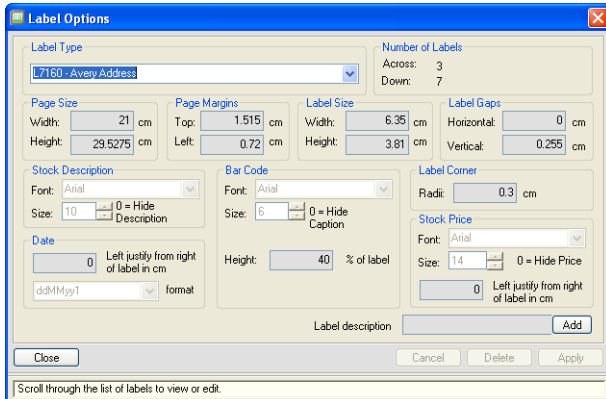 Label Options
Label Type
L7160 - Avery Address
Number of Labels
Across: 3
Down: 7
Page Size
Width: 21 cm
Height: 29.5275 cm
Page Margins
Top: 1.515 cm
Left: 0.72 cm
Label Size
Width: 6.35 cm
Height: 3.81 cm
Label Gaps
Horizontal: 0 cm
Vertical: 0.255 cm
Stock Description
Font: Arial
Size: 10 0 = Hide
Description
Bar Code
Font: Arial
Size: 6 0 = Hide
Caption
Height: 40 % of label
Label Corner
Radii: 0.3 cm
Stock Price
Font: Arial
Size: 14 0 = Hide Price
0 Left justify from right
of label in cm
Date
0 Left justify from right
of label in cm
ddMMyy1 format
Label description Add
Close Cancel Delete Apply
Scroll through the list of labels to view or edit.